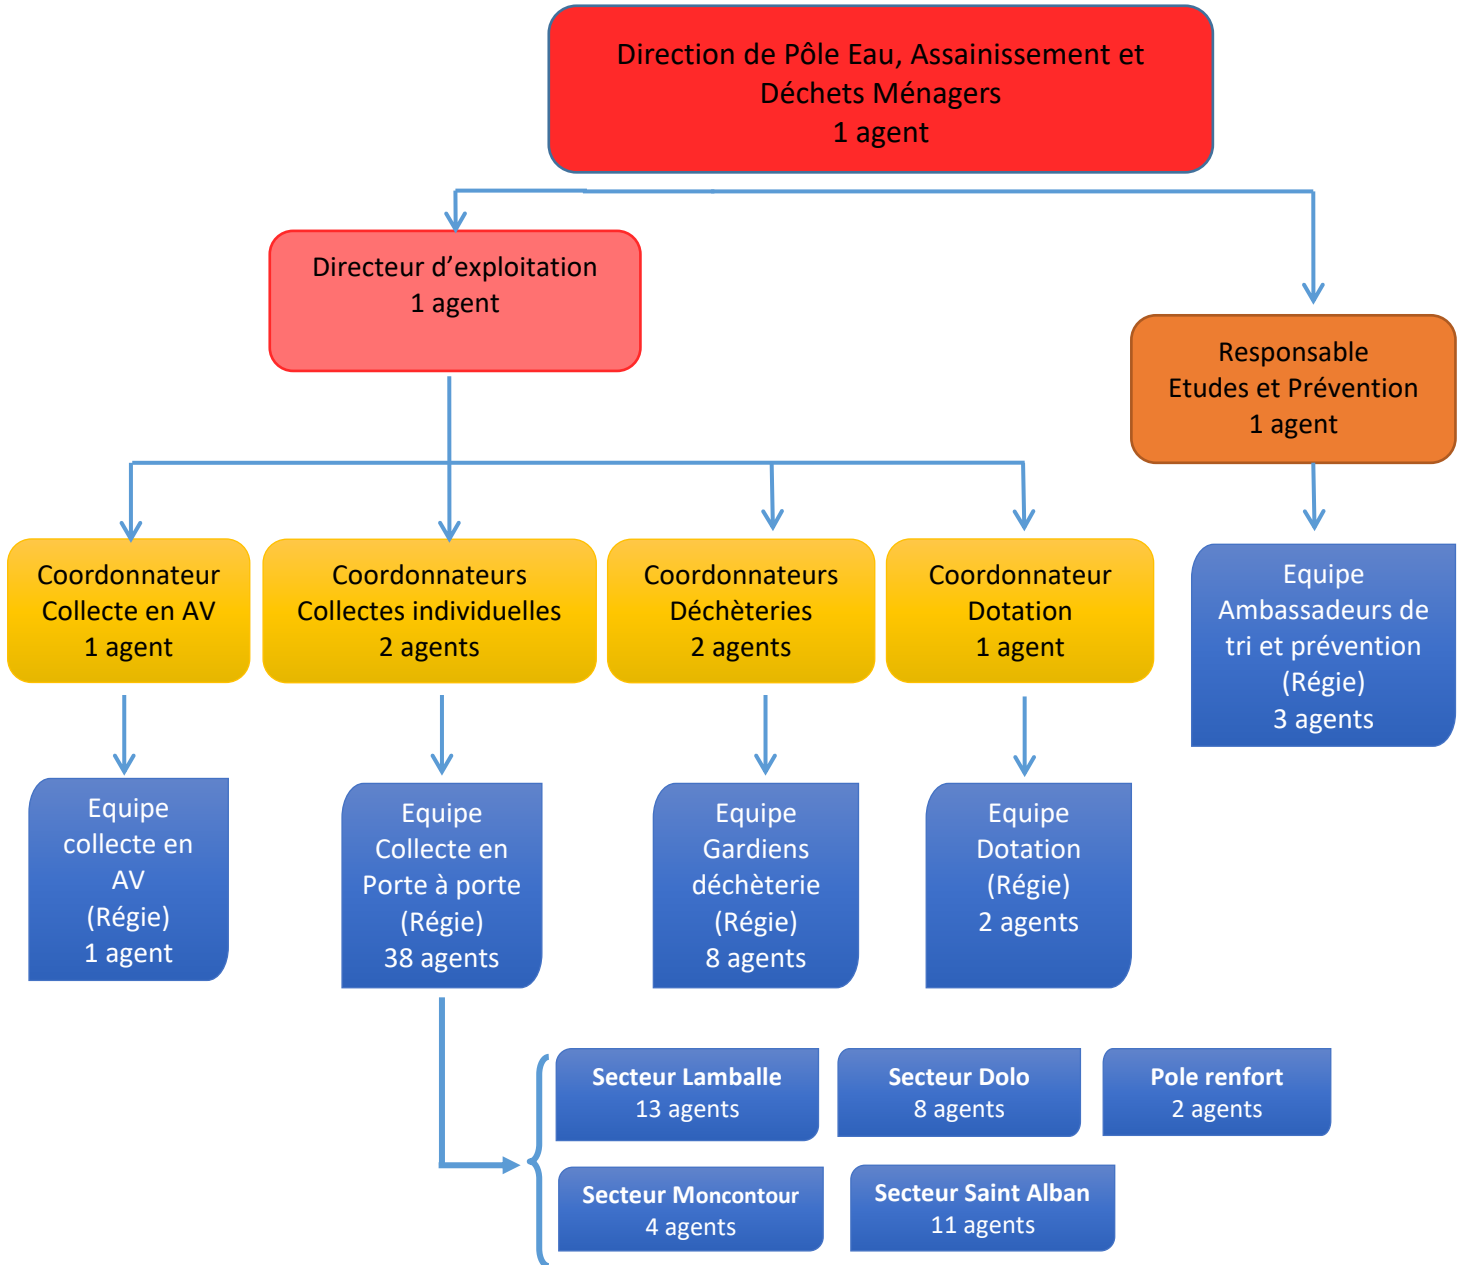 Direction de Pôle Eau, Assainissement et
Déchets Ménagers
1 agent
Directeur d’exploitation
1 agent
Responsable
Etudes et Prévention
1 agent
Coordonnateur
Collecte en AV
1 agent
Coordonnateurs
Collectes individuelles
2 agents
Coordonnateurs
Déchèteries
2 agents
Coordonnateur
Dotation
1 agent
Equipe
Ambassadeurs de
tri et prévention
(Régie)
3 agents
Equipe
collecte en
AV
(Régie)
1 agent
Equipe
Collecte en
Porte à porte
(Régie)
38 agents
Equipe
Gardiens
déchèterie
(Régie)
8 agents
Equipe
Dotation
(Régie)
2 agents
Secteur Lamballe
13 agents
Secteur Dolo
8 agents
Pole renfort
2 agents
Secteur Moncontour
4 agents
Secteur Saint Alban
11 agents